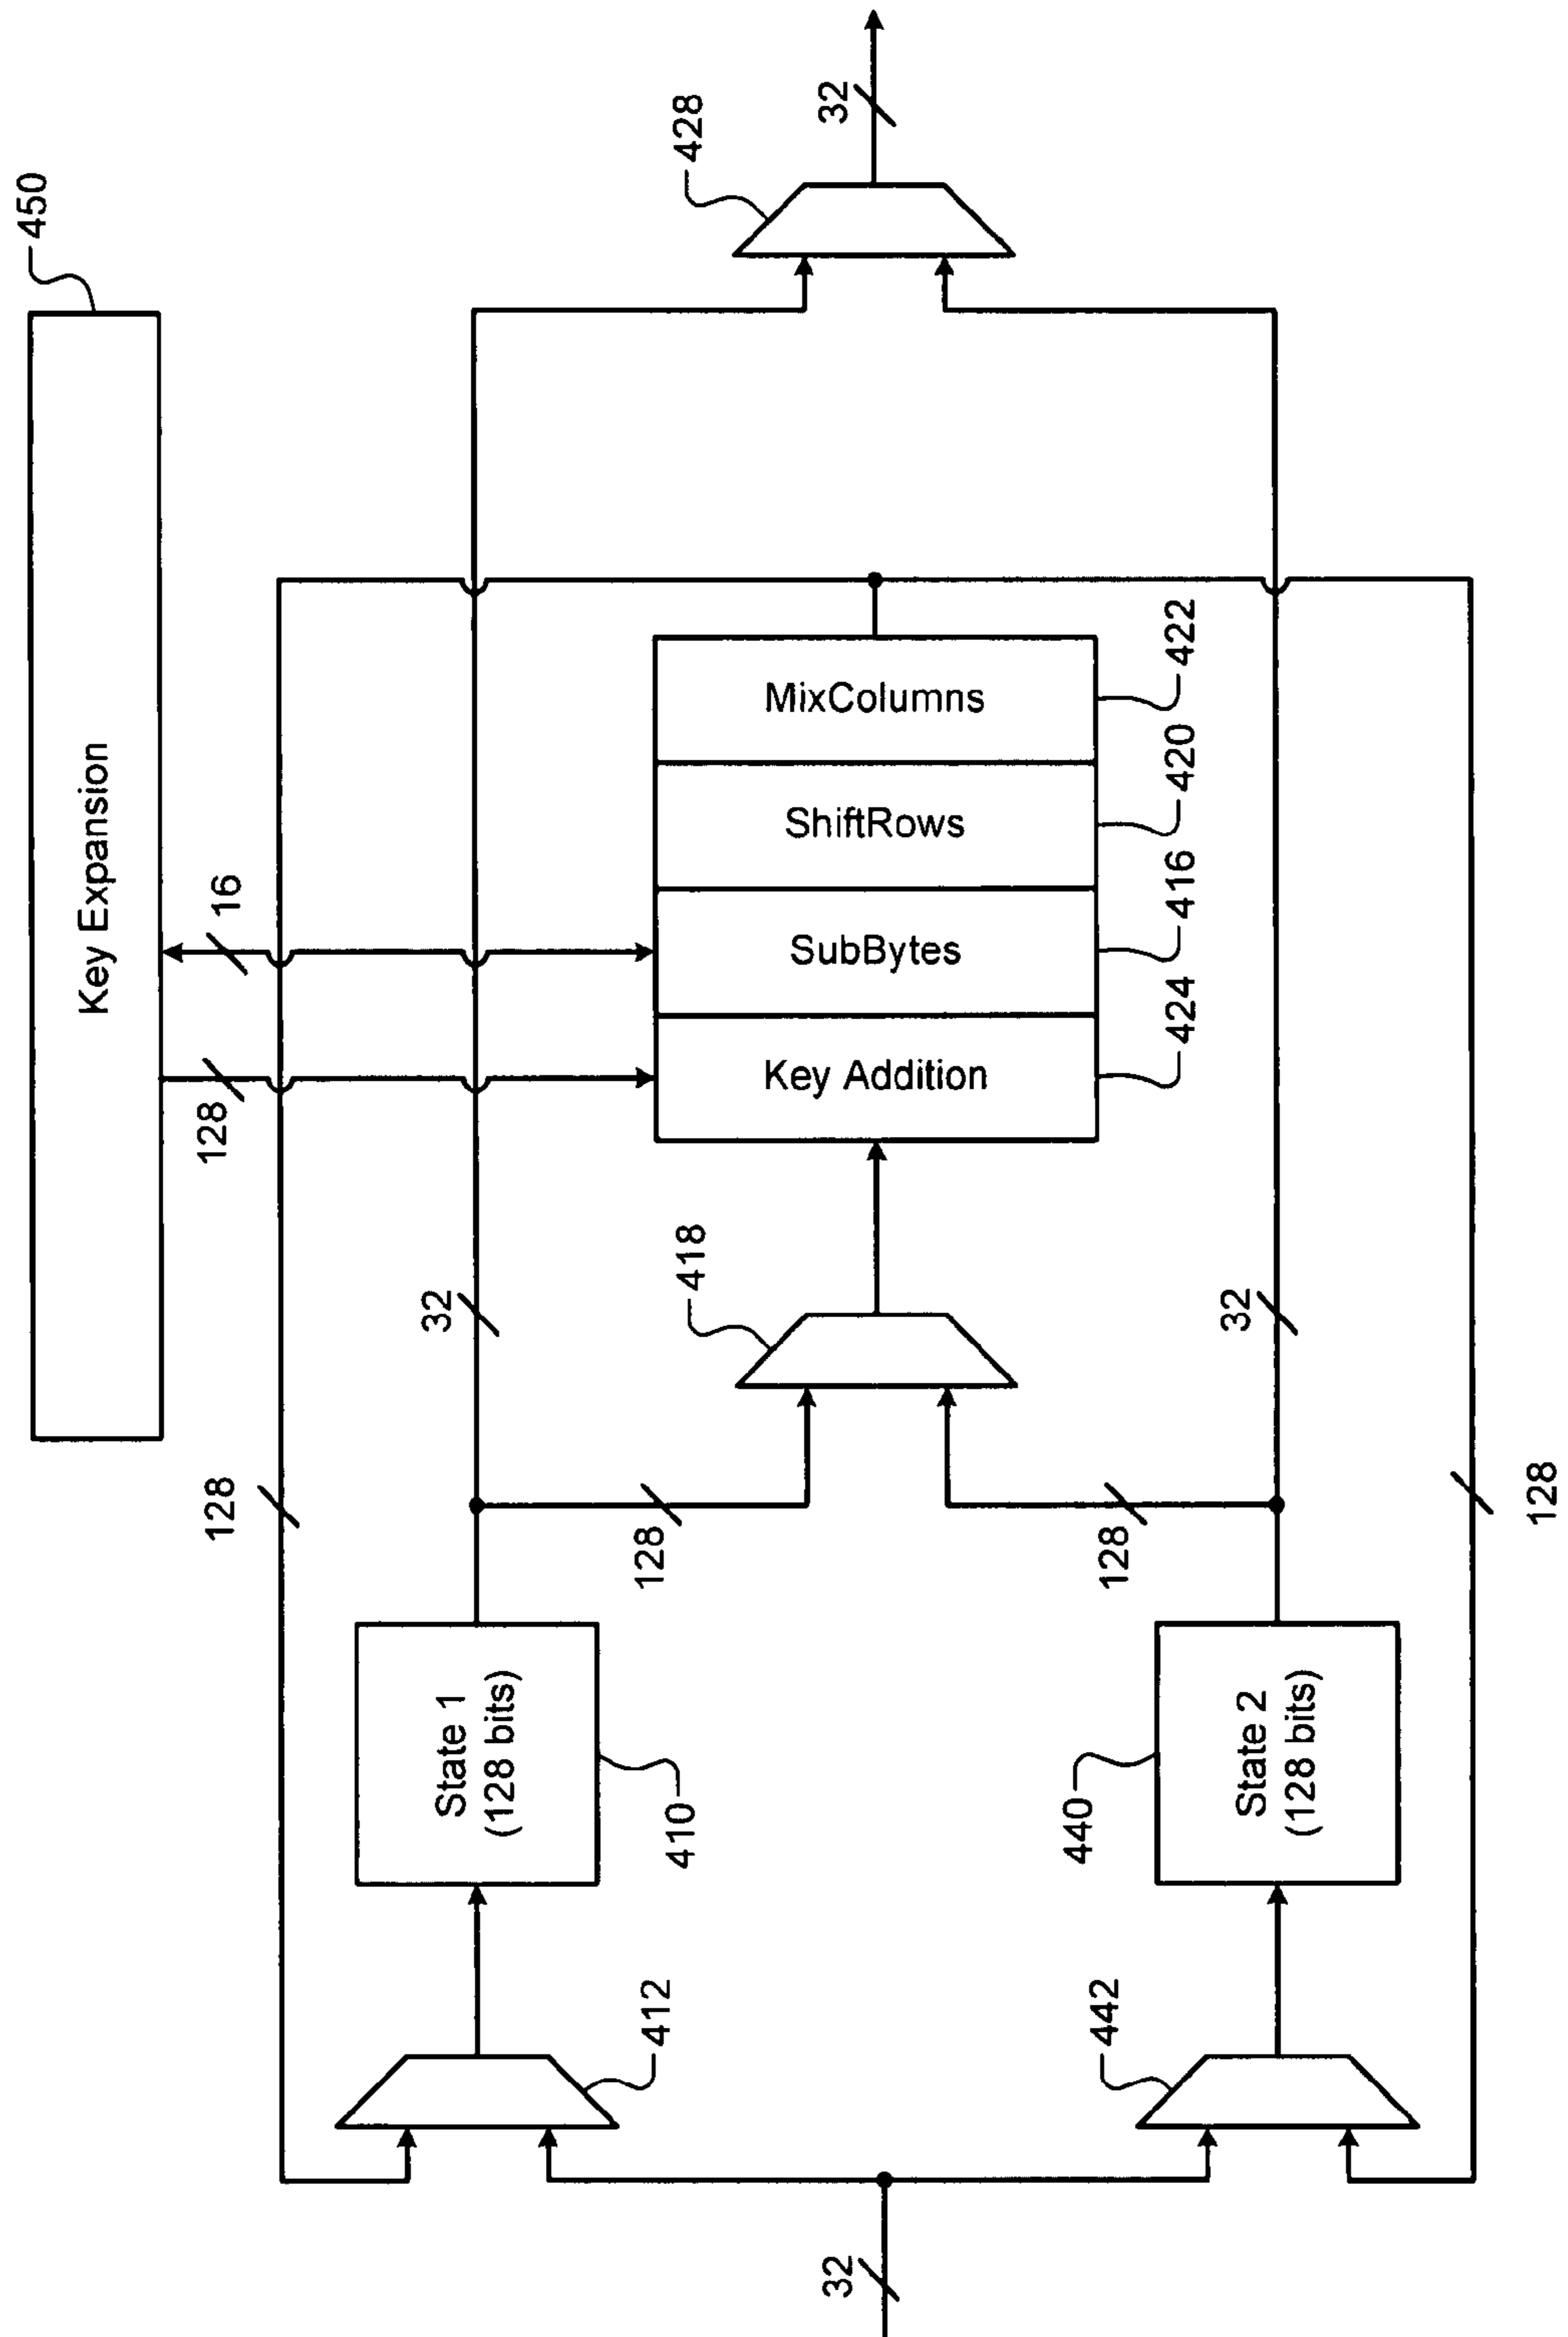 450
Key Expansion
128
128
16
32
State 1
(128 bits)
410
412
128
418
Key Addition
SubBytes
ShiftRows
MixColumns
424
416
420
422
428
32
32
128
32
440
State 2
(128 bits)
442
128